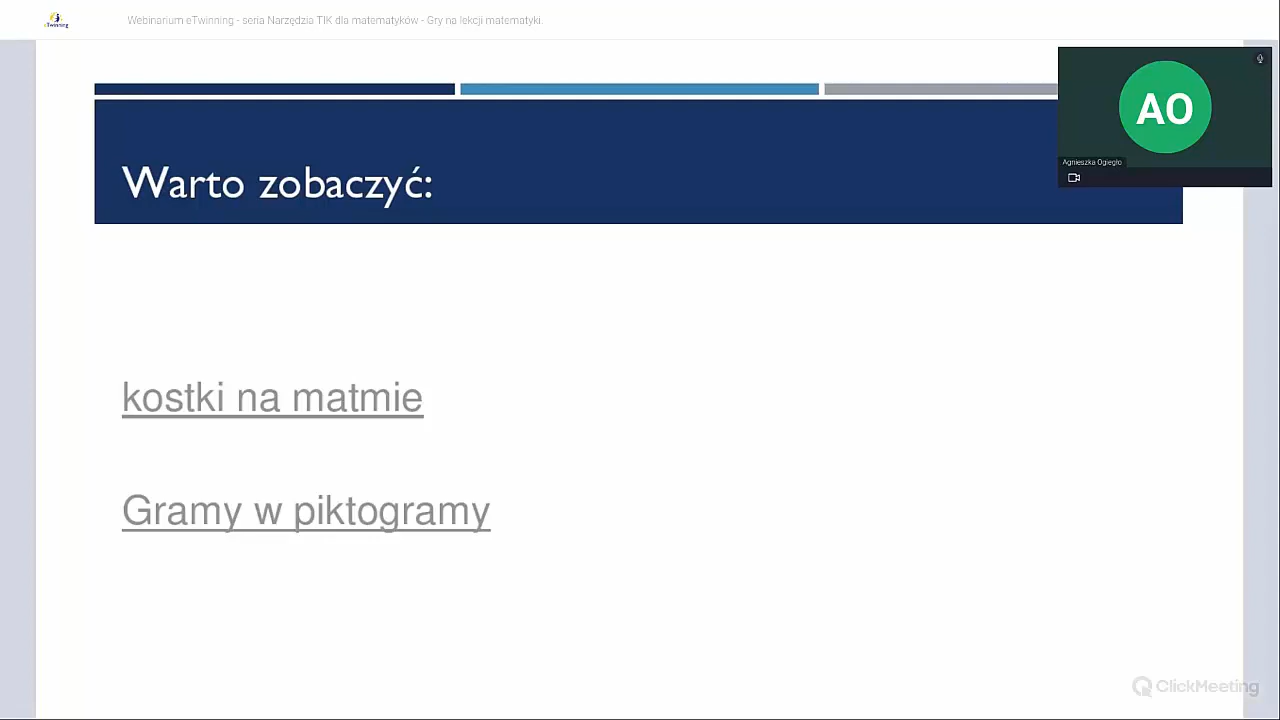 eTwinning
Webinarium eTwinning - seria Narzędzia TIK dla matematyków - Gry na lekcji matematyki.
AO
Agnieszka Ogiegło
Warto zobaczyć:
kostki na matmie
Gramy w piktogramy
ClickMeeting